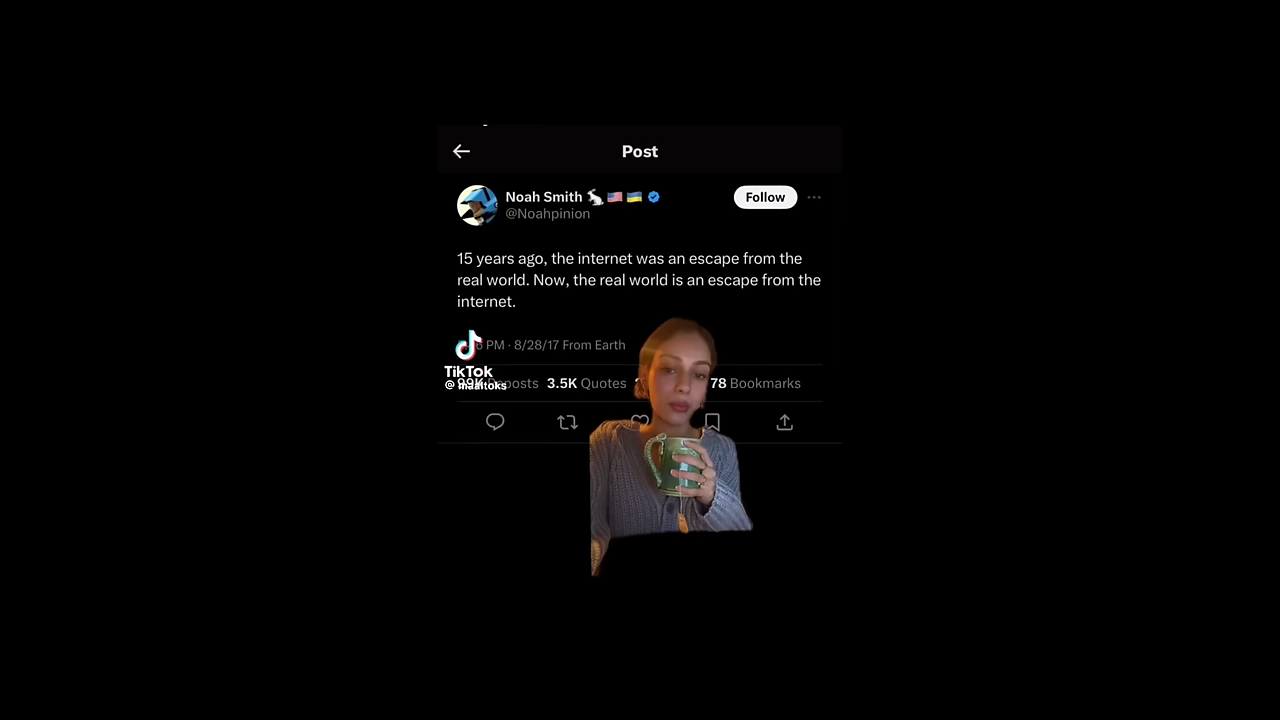 Post
Noah Smith
Follow
@Noahpinion
15 years ago, the internet was an escape from the
real world. Now, the real world is an escape from the
internet.
PM · 8/28/17 From Earth
TikTok
3.5K Quotes
78 Bookmarks